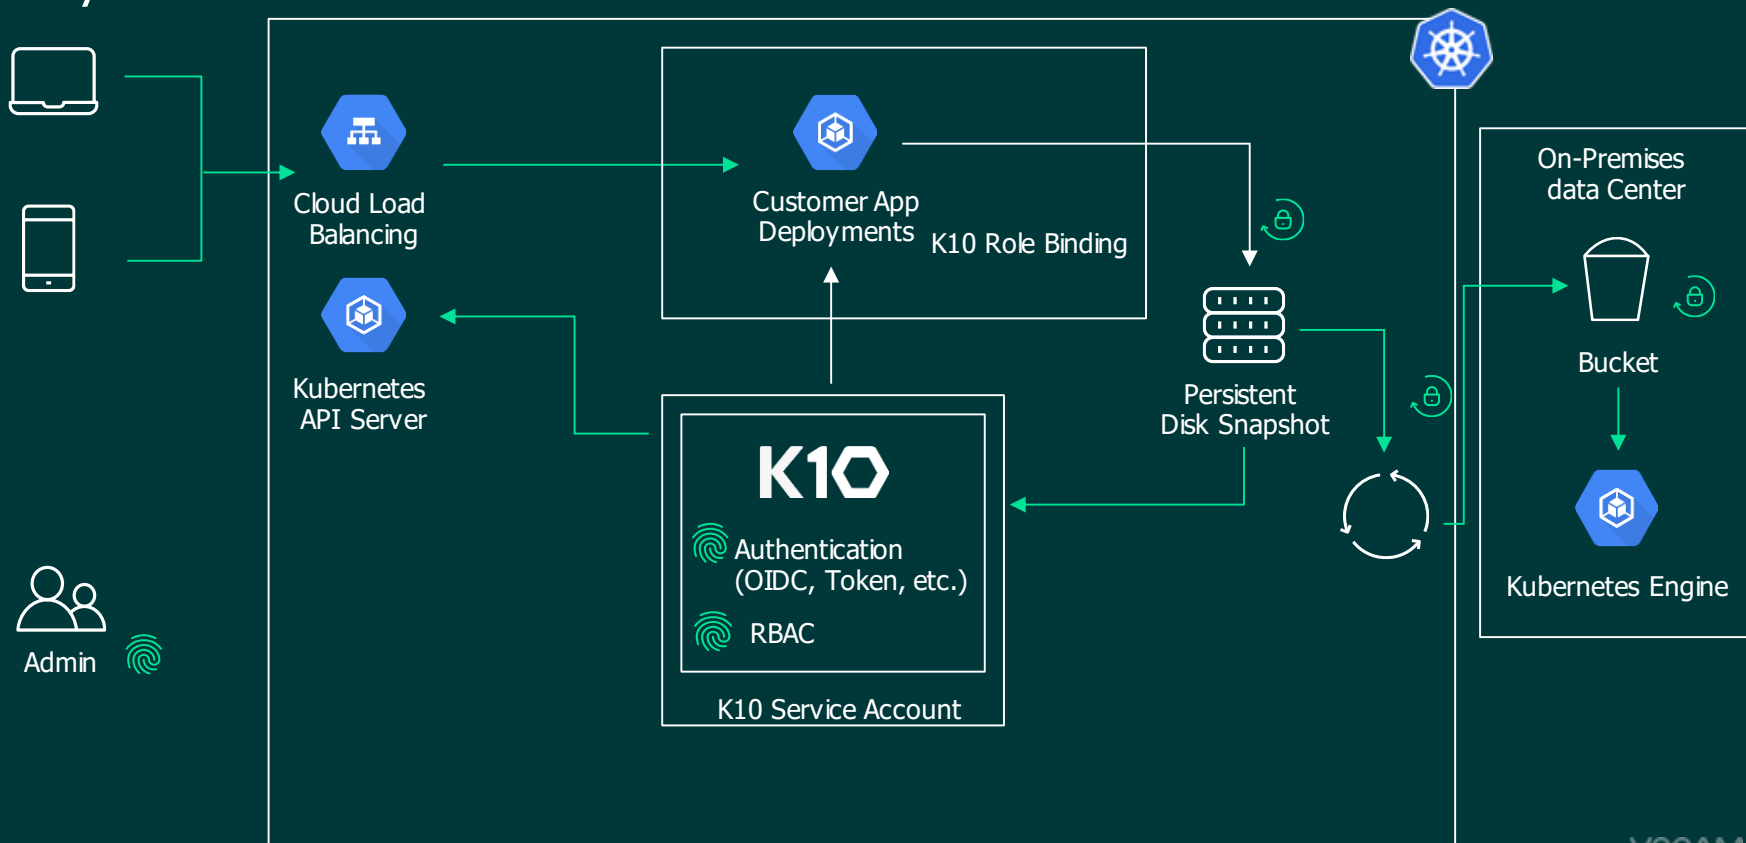 Cloud Load
Balancing
Kubernetes
API Server
Admin
Customer App
Deployments
K10 Role Binding
K10
Authentication
(OIDC, Token, etc.)
RBAC
K10 Service Account
Persistent
Disk Snapshot
On-Premises
data Center
Bucket
Kubernetes Engine